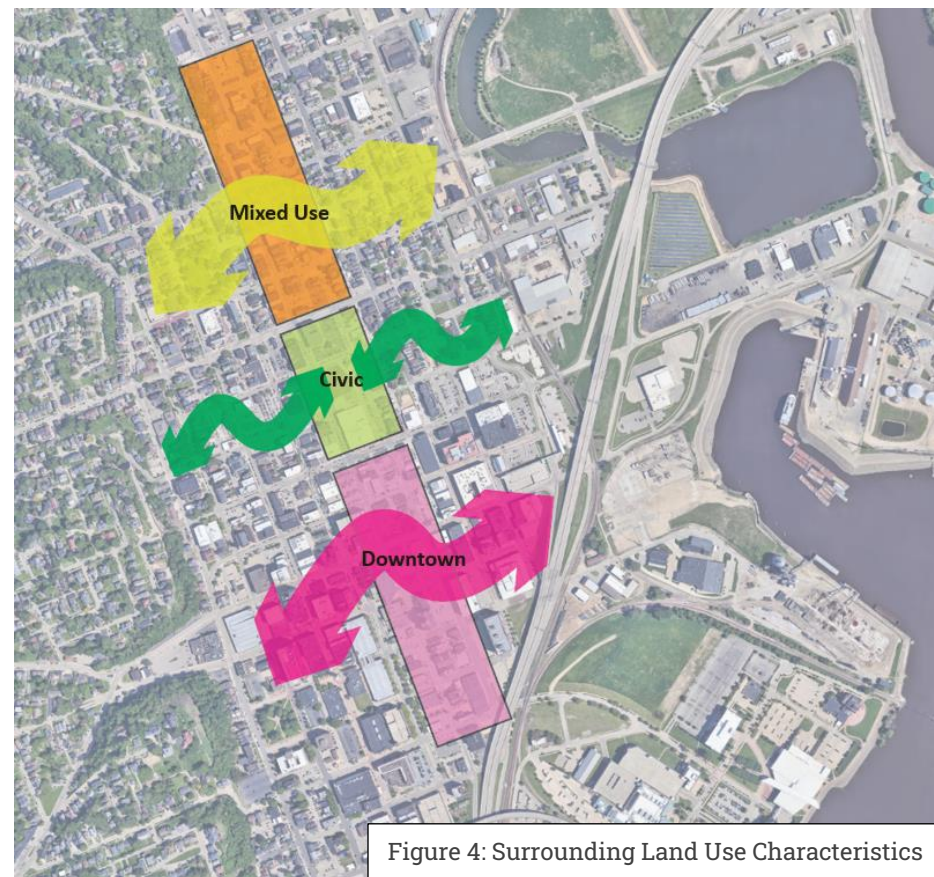 Mixed Use
Civic
Downtown
Figure 4: Surrounding Land Use Characteristics